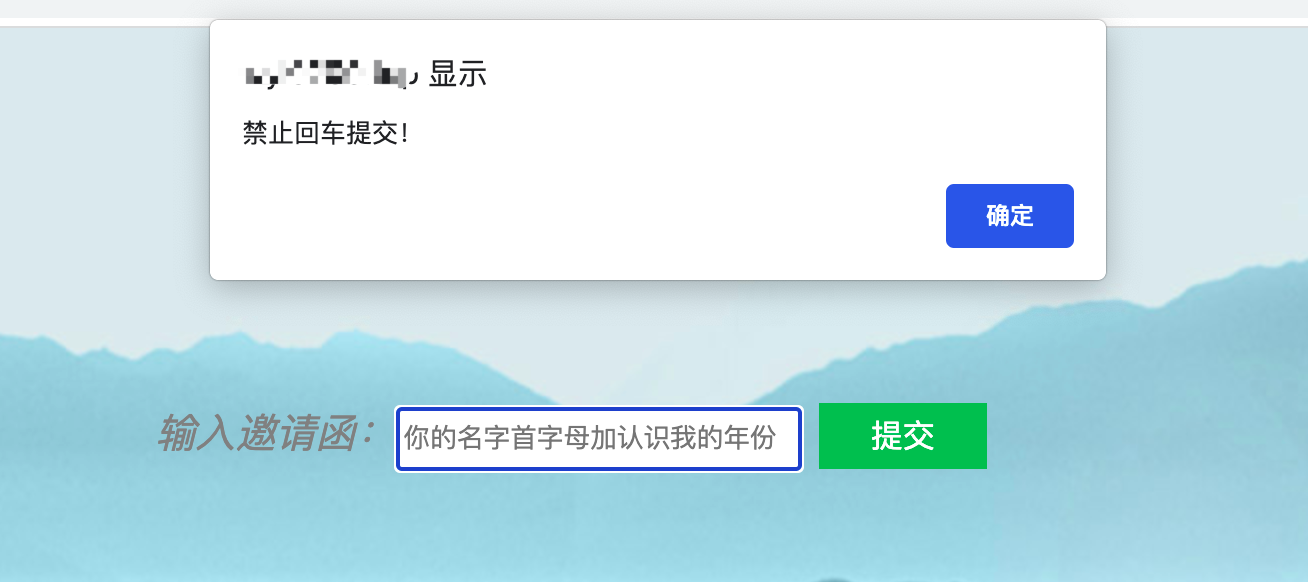 显示
禁止回车提交!
确定
输入邀请函：
你的名字首字母加认识我的年份
提交